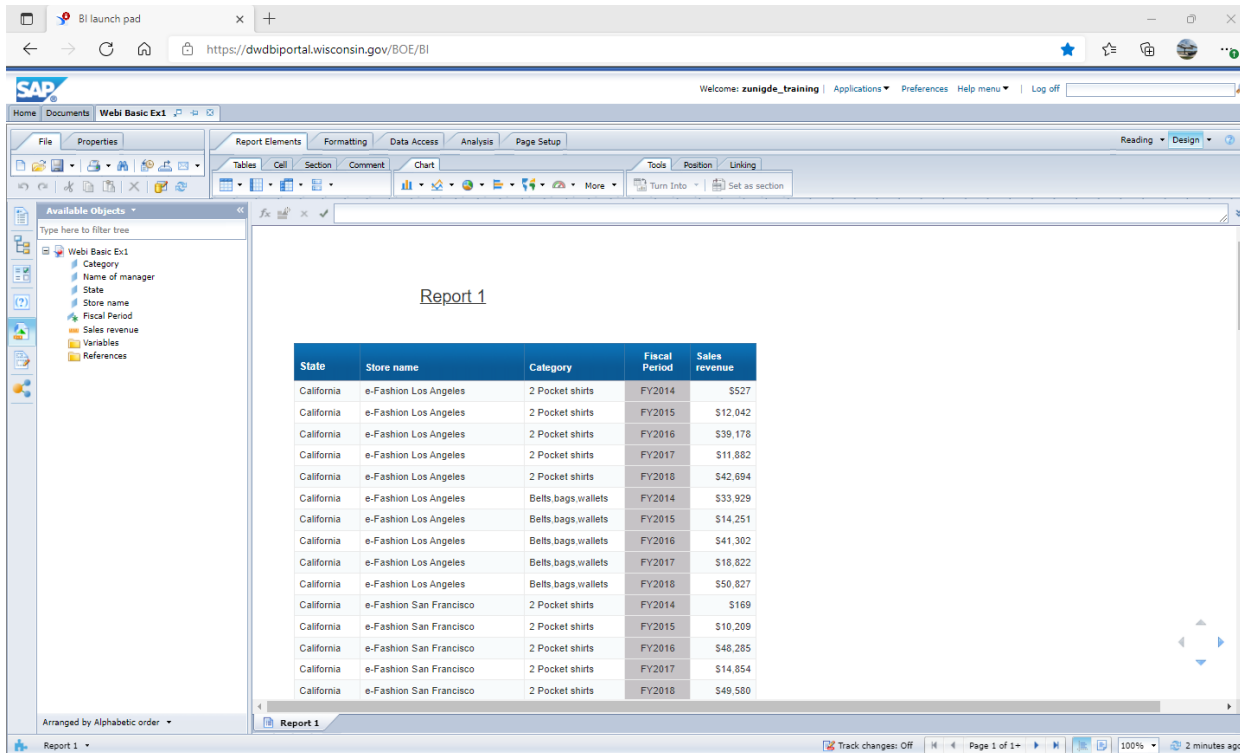 BI launch pad
https://dwdbiportal.wisconsin.gov/BOE/BI
SAP
Welcome: zunigde_training | Applications Preferences Help menu | Log off
Home Documents Webi Basic Ex1
File Properties Report Elements Formatting Data Access Analysis Page Setup Reading Design
Tables Cell Section Comment Chart Tools Position Linking
More Turn Into Set as section
Available Objects
Type here to filter tree
Webi Basic Ex1
Category
Name of manager
State
Store name
Fiscal Period
Sales revenue
Variables
References
Report 1
State Store name Category Fiscal Period Sales revenue
California e-Fashion Los Angeles 2 Pocket shirts FY2014 $527
California e-Fashion Los Angeles 2 Pocket shirts FY2015 $12,042
California e-Fashion Los Angeles 2 Pocket shirts FY2016 $39,178
California e-Fashion Los Angeles 2 Pocket shirts FY2017 $11,882
California e-Fashion Los Angeles 2 Pocket shirts FY2018 $42,694
California e-Fashion Los Angeles Belts,bags,wallets FY2014 $33,929
California e-Fashion Los Angeles Belts,bags,wallets FY2015 $14,251
California e-Fashion Los Angeles Belts,bags,wallets FY2016 $41,302
California e-Fashion Los Angeles Belts,bags,wallets FY2017 $18,822
California e-Fashion Los Angeles Belts,bags,wallets FY2018 $50,827
California e-Fashion San Francisco 2 Pocket shirts FY2014 $169
California e-Fashion San Francisco 2 Pocket shirts FY2015 $10,209
California e-Fashion San Francisco 2 Pocket shirts FY2016 $48,285
California e-Fashion San Francisco 2 Pocket shirts FY2017 $14,854
California e-Fashion San Francisco 2 Pocket shirts FY2018 $49,580
Arranged by Alphabetic order Report 1
Report 1 Track changes: Off Page 1 of 1+ 100% 2 minutes ago